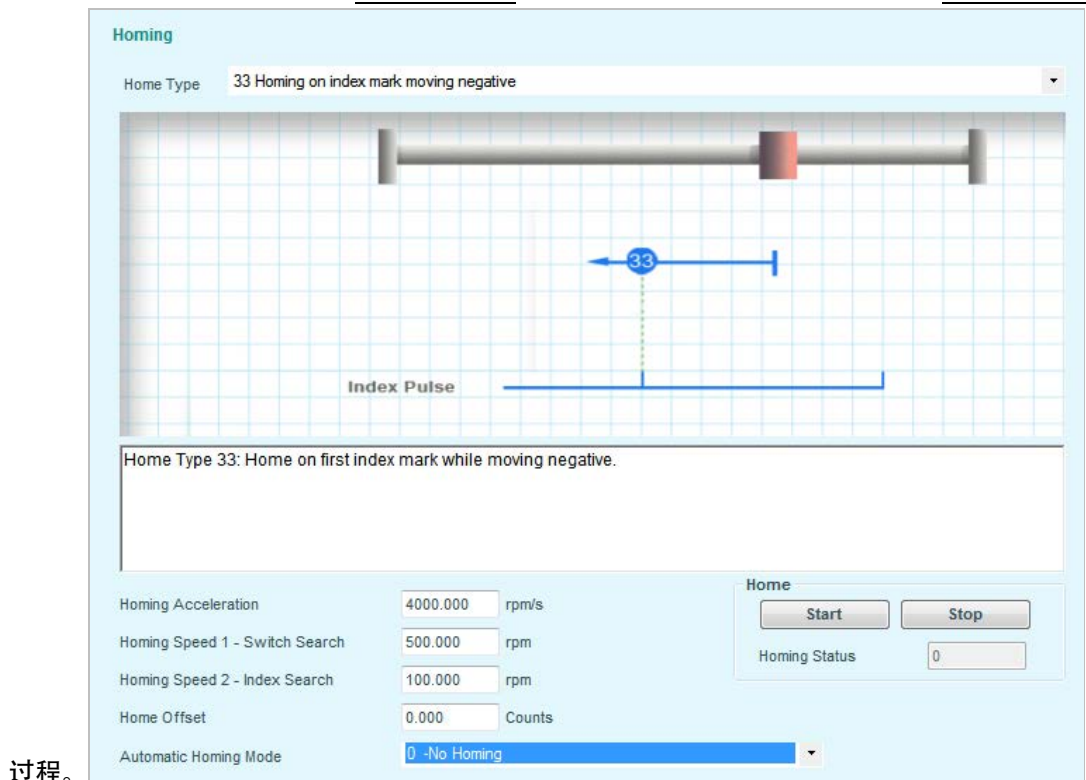 Homing
Home Type 33 Homing on index mark moving negative
33
Index Pulse
Home Type 33: Home on first index mark while moving negative.
Homing Acceleration 4000.000 rpm/s
Homing Speed 1 - Switch Search 500.000 rpm
Homing Speed 2 - Index Search 100.000 rpm
Home Offset 0.000 Counts
Automatic Homing Mode 0 -No Homing
Home
Start Stop
Homing Status 0
过程。